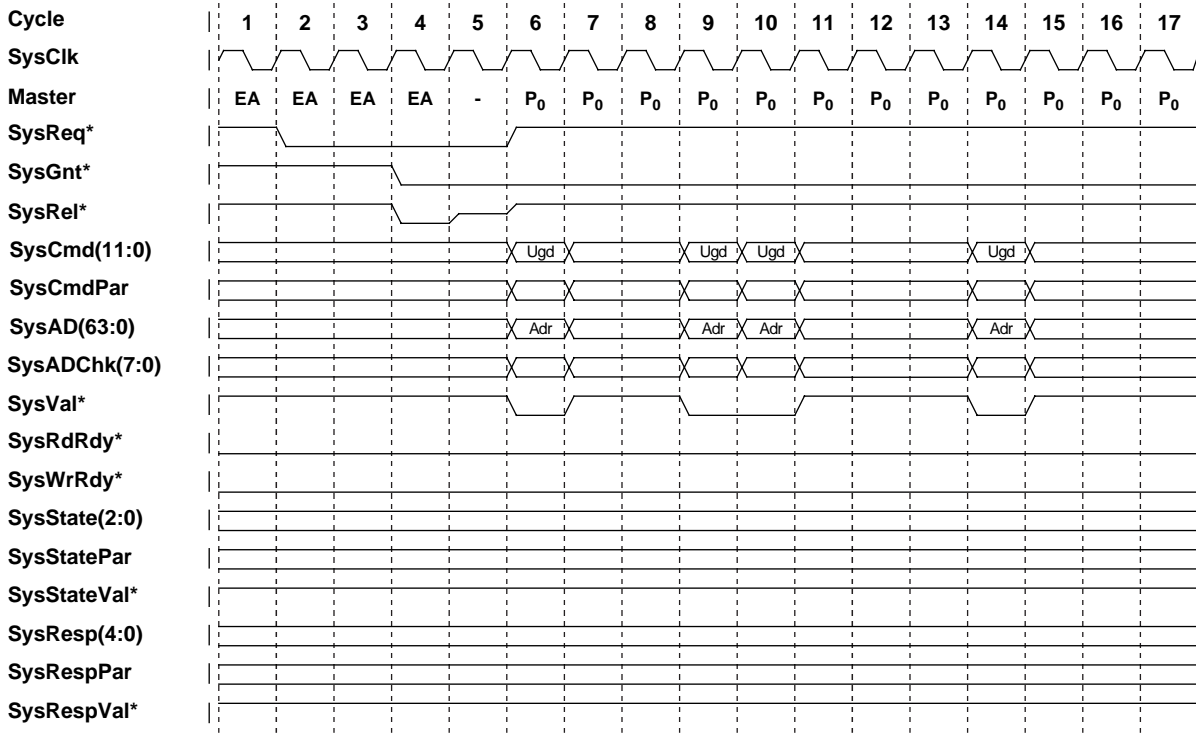 Cycle 1 2 3 4 5 6 7 8 9 10 11 12 13 14 15 16 17
SysClk
Master EA EA EA EA - P0 P0 P0 P0 P0 P0 P0 P0 P0 P0 P0 P0
SysReq*
SysGnt*
SysRel*
SysCmd(11:0) Ugd Ugd Ugd Ugd
SysCmdPar
SysAD(63:0) Adr Adr Adr Adr
SysADChk(7:0)
SysVal*
SysRdRdy*
SysWrRdy*
SysState(2:0)
SysStatePar
SysStateVal*
SysResp(4:0)
SysRespPar
SysRespVal*